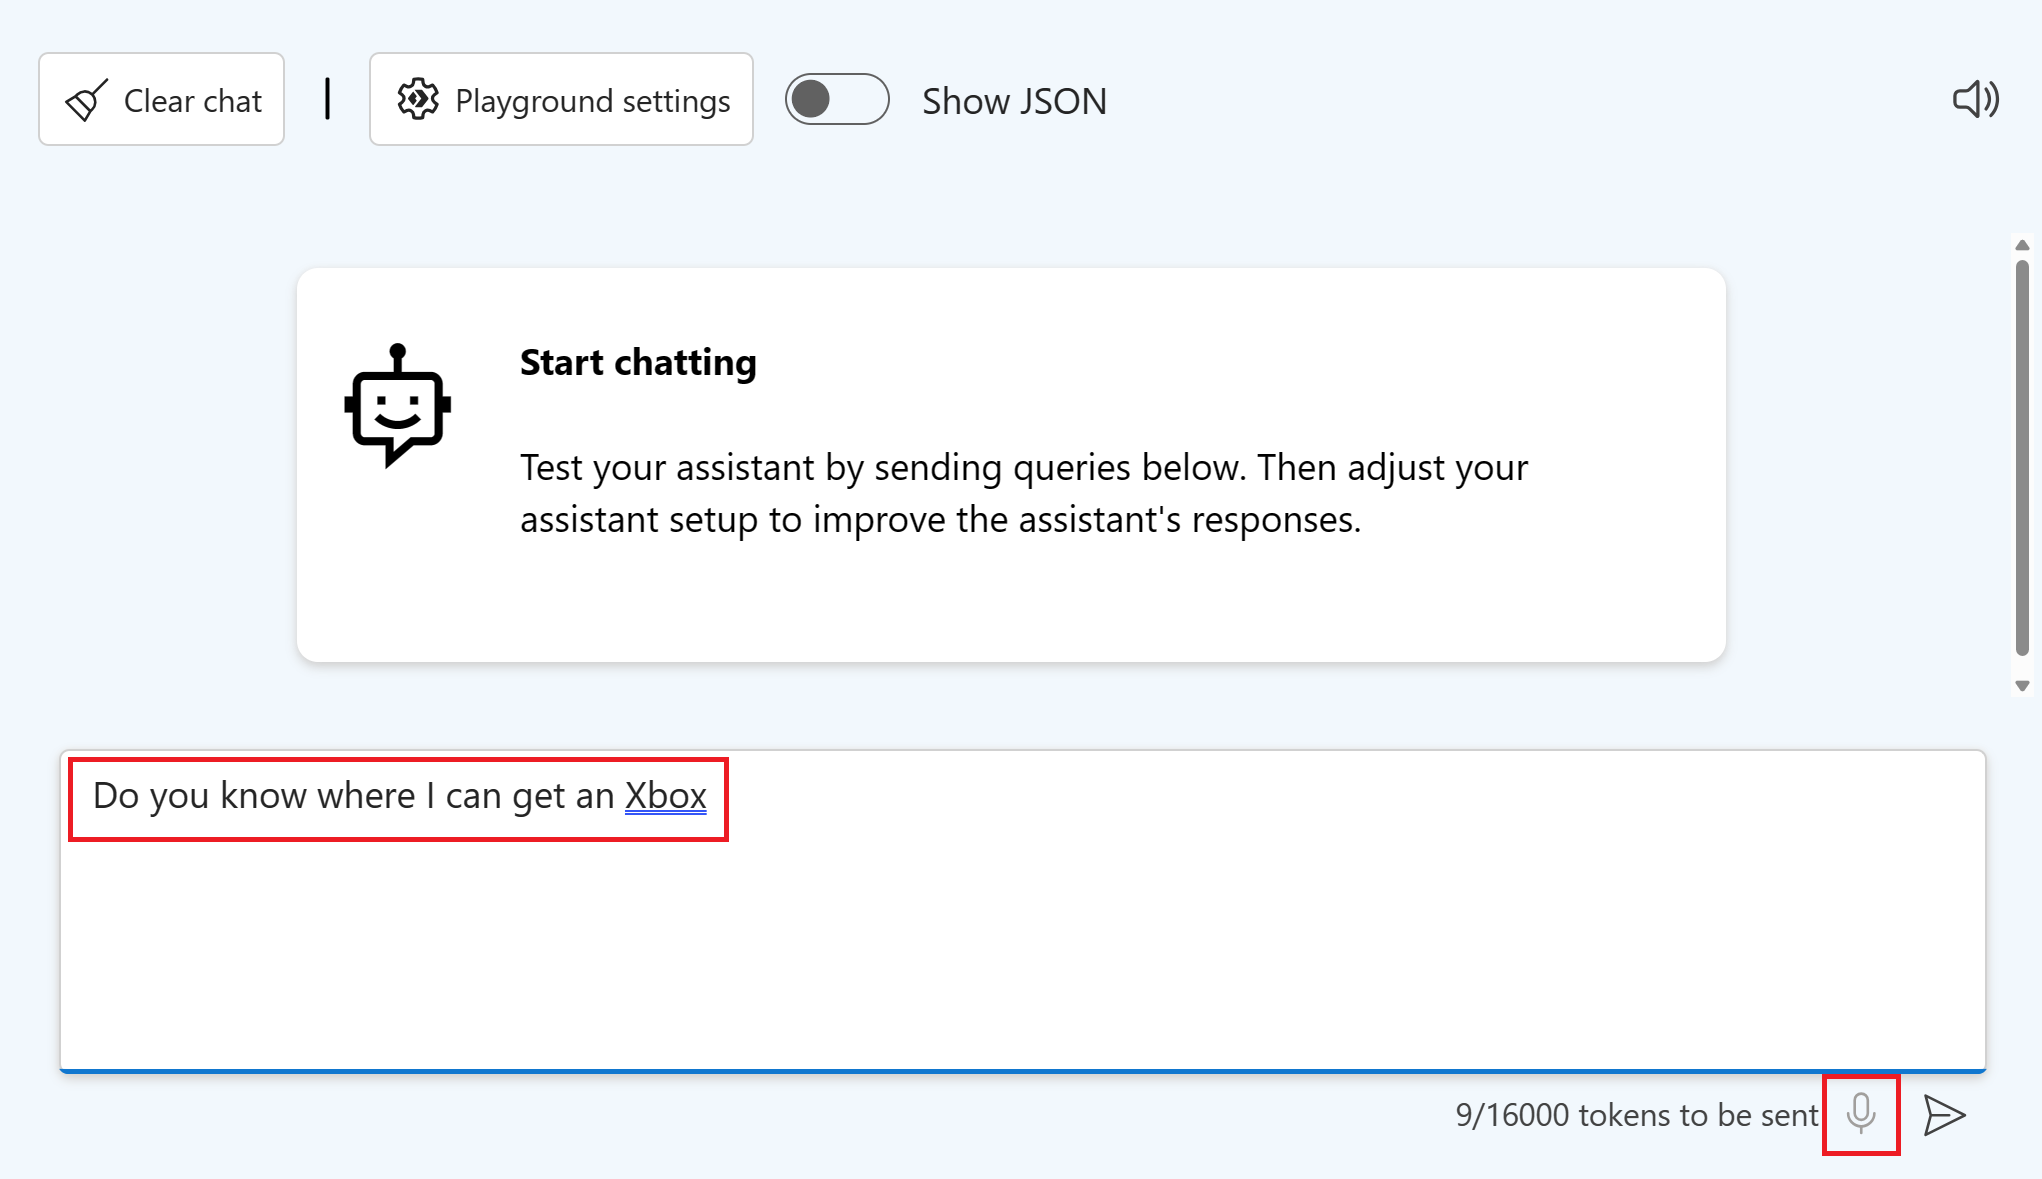 Clear chat
Playground settings
Show JSON
Start chatting
Test your assistant by sending queries below. Then adjust your
assistant setup to improve the assistant's responses.
Do you know where I can get an Xbox
9/16000 tokens to be sent